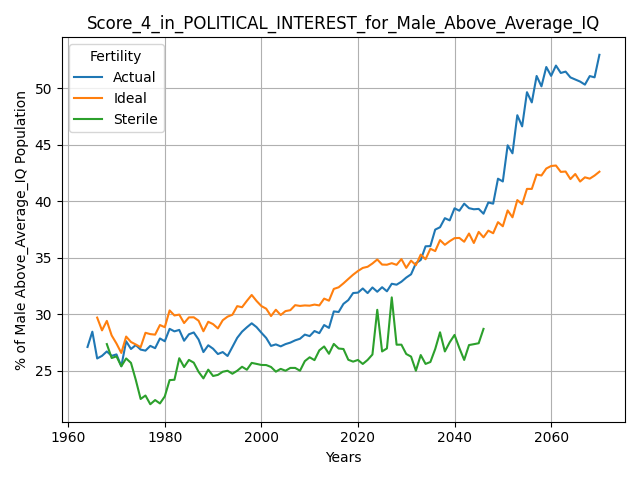 Score_4_in_POLITICAL_INTEREST_for_Male_Above_Average_IQ
Fertility
Actual
Ideal
Sterile
% of Male Above_Average_IQ Population
50
45
40
35
30
25
1960
1980
2000
2020
2040
2060
Years